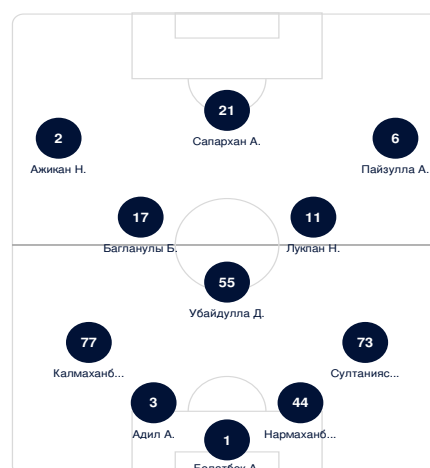 21
Сапархан А.
2
6
Ажикан Н.
Пайзулла А.
17
11
Багланулы Б.
Лукпан Н.
55
Убайдулла Д.
77
73
Калмаханб...
Султанияс...
3
44
Адил А.
Нармаханб...
1